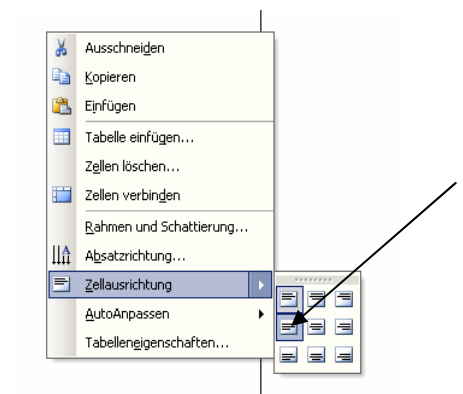 Ausschneiden
Kopieren
Einfügen
Tabelle einfügen...
Zellen löschen...
Zellen verbinden
Rahmen und Schattierung...
Absatzrichtung...
Zellausrichtung
AutoAnpassen
Tabelleneigenschaften...